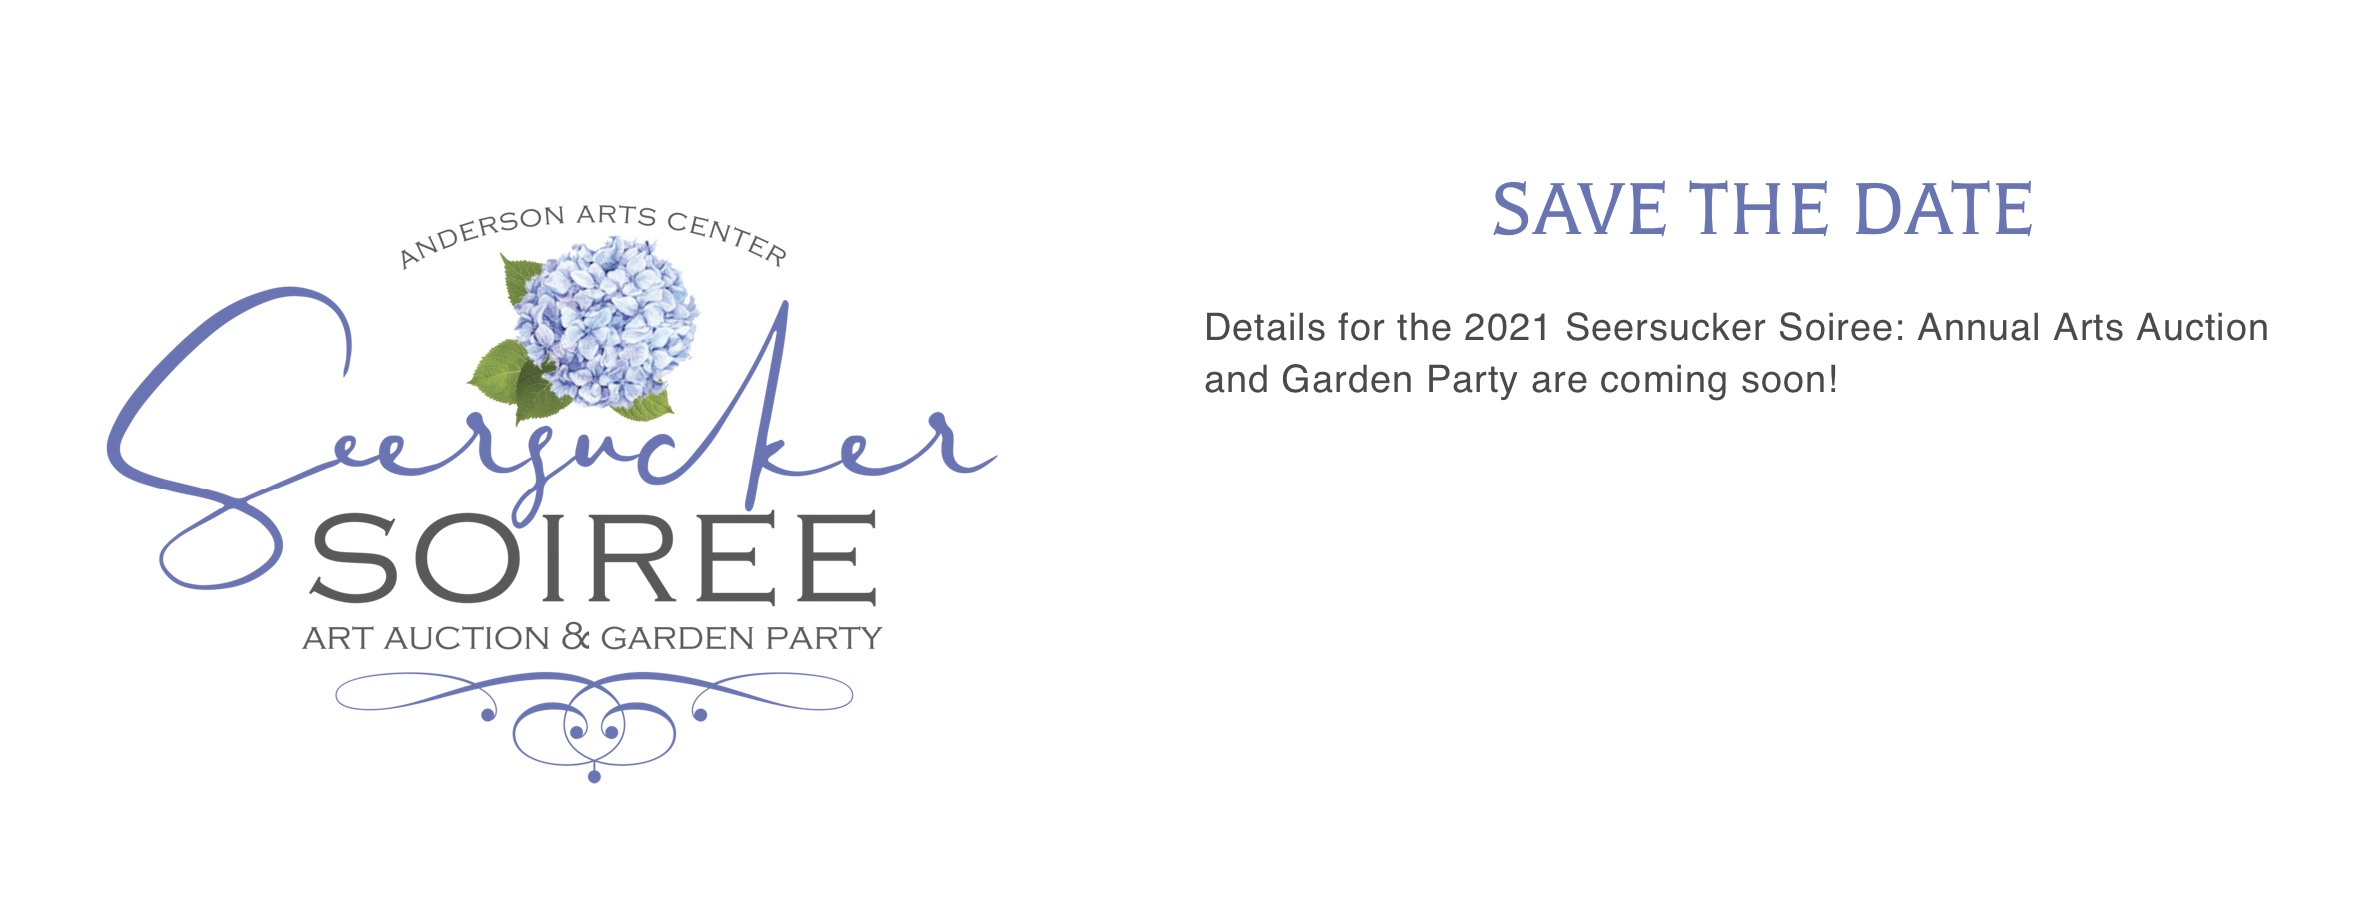 ANDERSON ARTS CENTER
Seersucker
SOIREE
ART AUCTION & GARDEN PARTY
SAVE THE DATE
Details for the 2021 Seersucker Soiree: Annual Arts Auction
and Garden Party are coming soon!